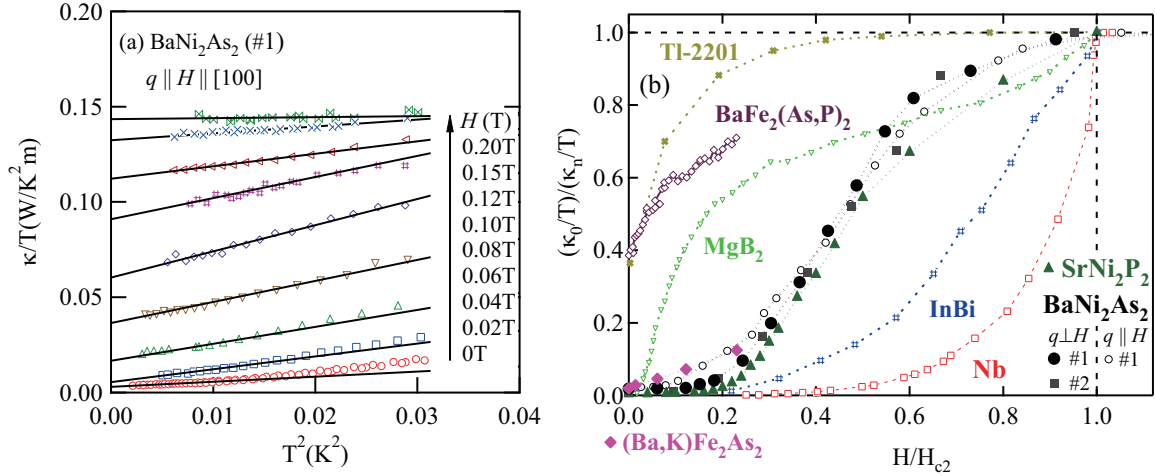 (a) BaNi₂As₂ (#1)
q || H || [100]
κ/T(W/K² m)
0.20
0.15
0.10
0.05
0.00
H (T)
0.20T
0.15T
0.12T
0.10T
0.08T
0.06T
0.04T
0.02T
0T
0.00
0.01
0.02
0.03
0.04
T²(K²)
(b)
(κ₀/T)/(κₙ/T)
1.0
0.8
0.6
0.4
0.2
0.0
Tl-2201
BaFe₂(As,P)₂
MgB₂
InBi
Nb
SrNi₂P₂
BaNi₂As₂
q⊥H q || H
#1 #1
#2
0.0
0.2
0.4
0.6
0.8
1.0
(Ba,K)Fe₂As₂
H/H_c2